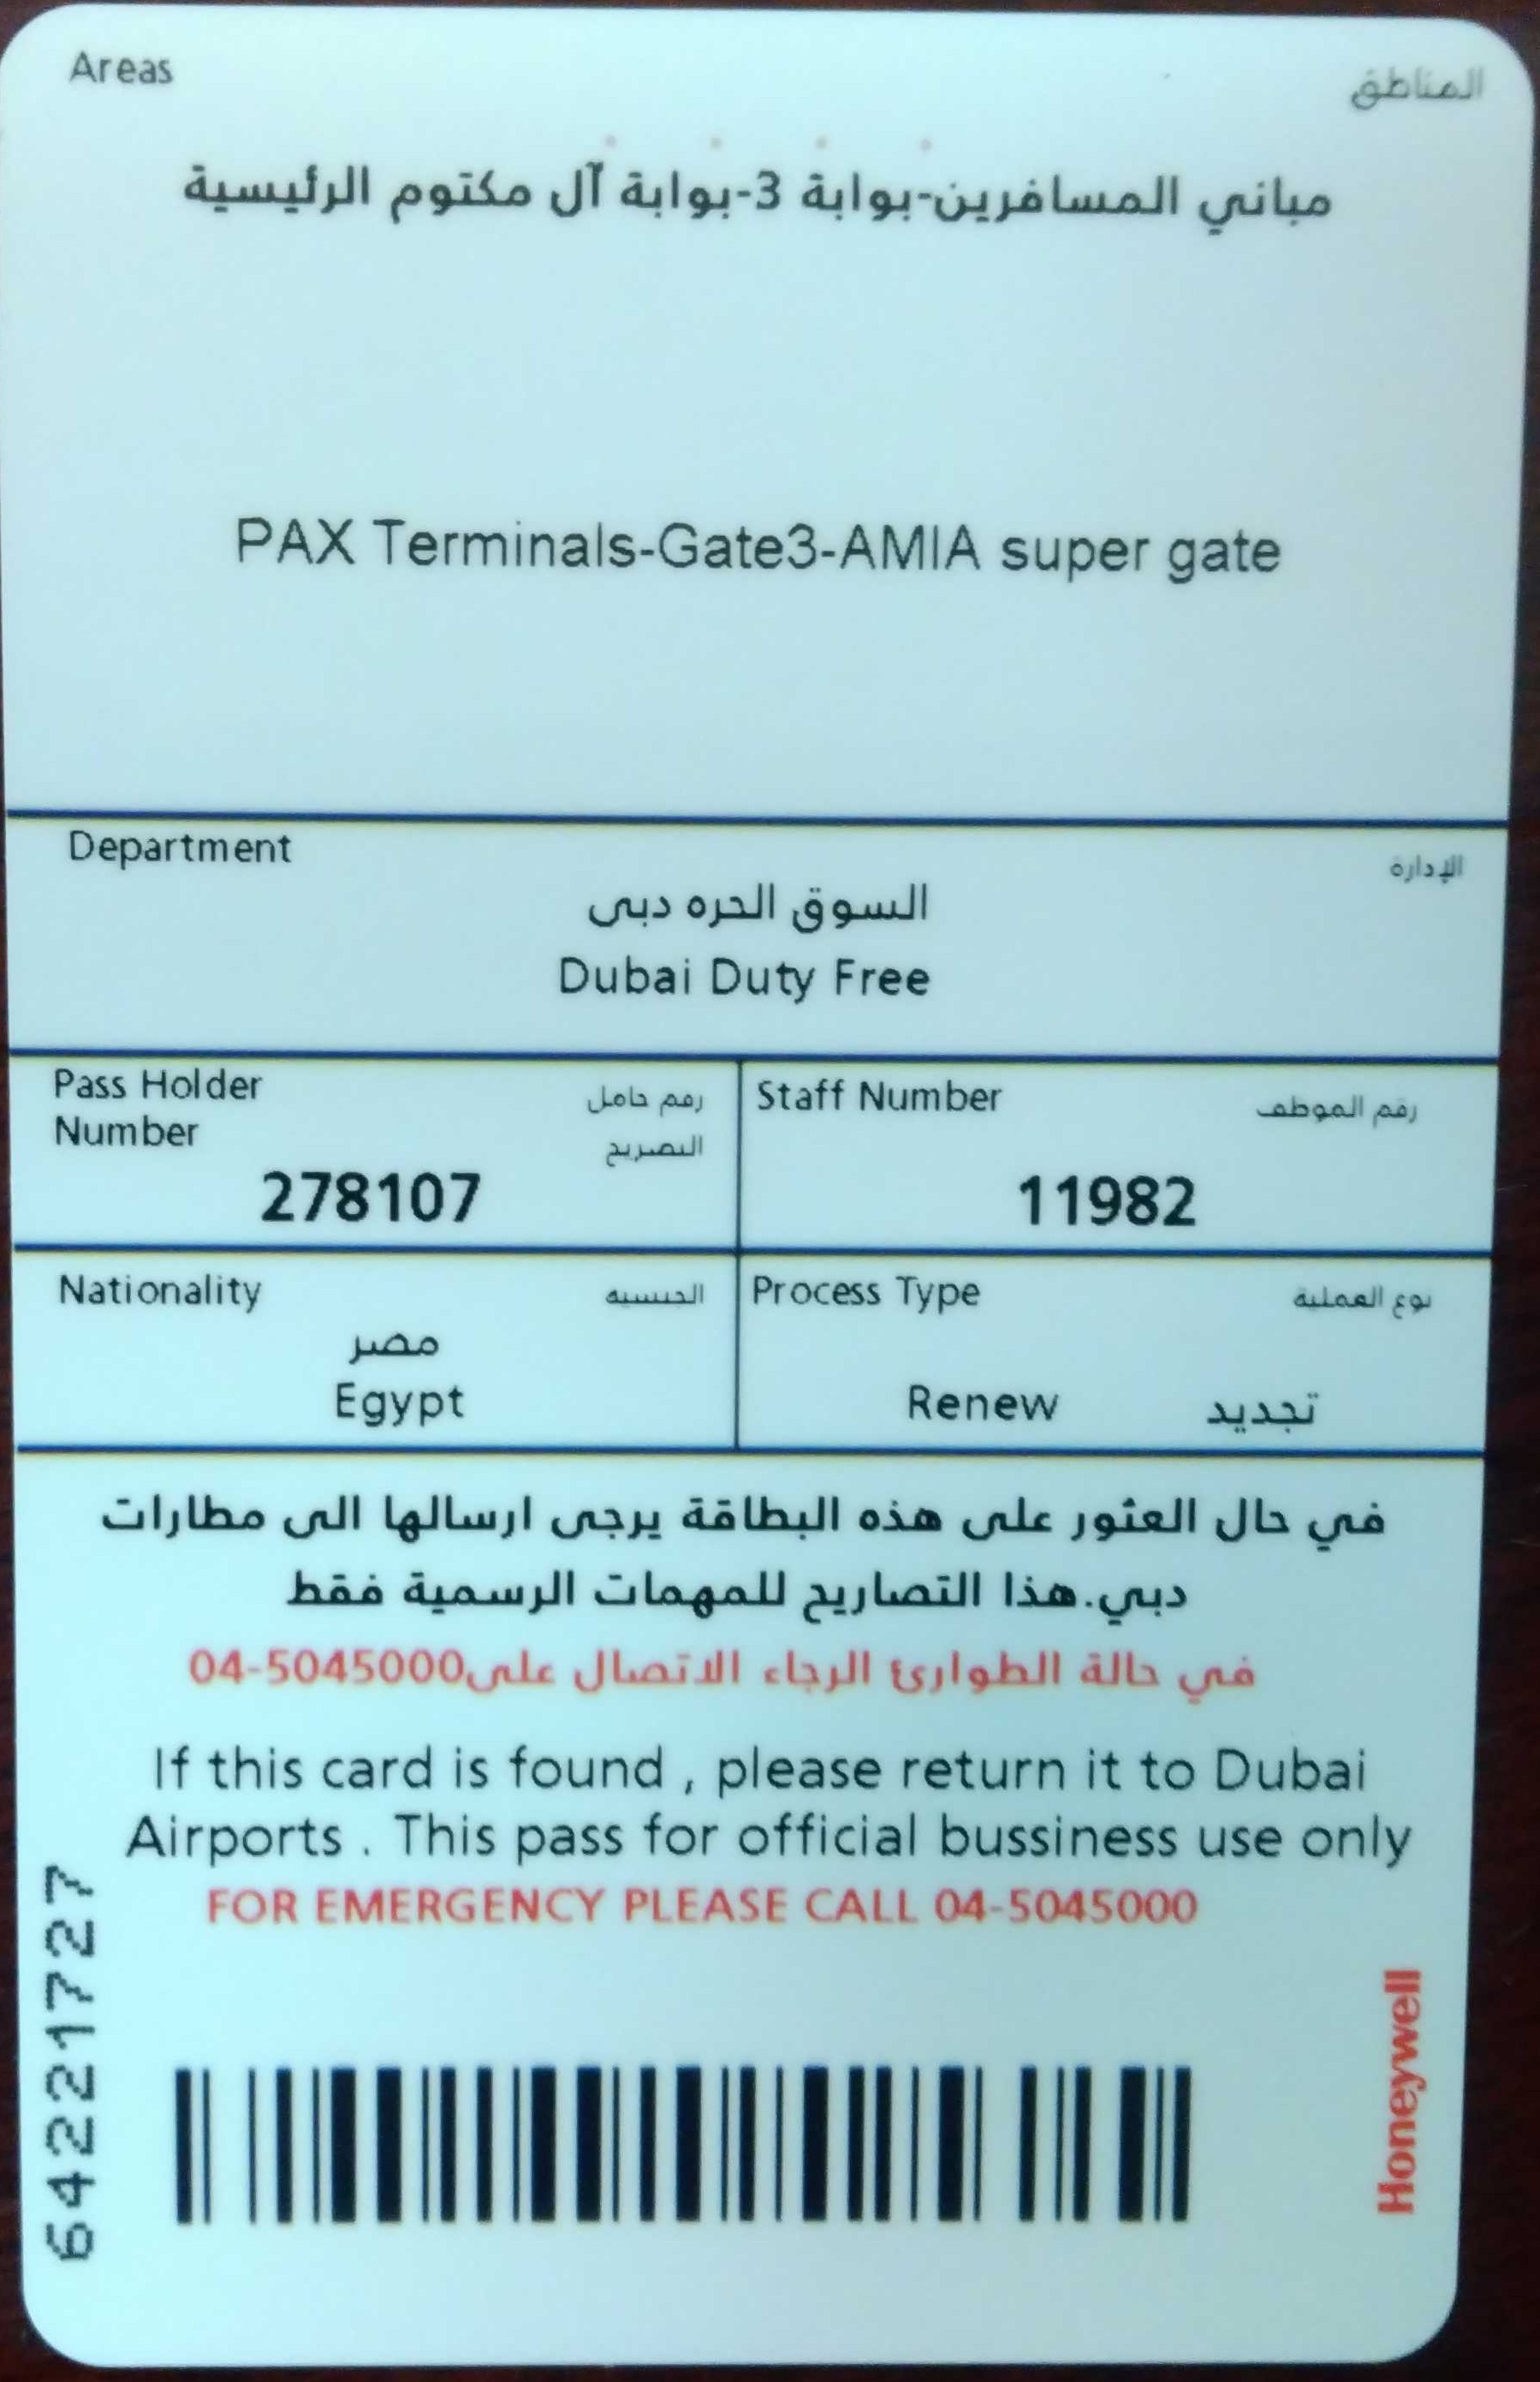 Areas
المناطق
مباني المسافرين-بوابة 3-بوابة آل مكتوم الرئيسية
PAX Terminals-Gate3-AMIA super gate
Department
الإدارة
السوق الحره دبى
Dubai Duty Free
Pass Holder
Number
رقم حامل
التصريح
278107
Staff Number
رقم الموظف
11982
Nationality
الجنسية
مصر
Egypt
Process Type
نوع العملية
Renew تجديد
في حال العثور على هذه البطاقة يرجى ارسالها الى مطارات
دبي.هذا التصاريح للمهمات الرسمية فقط
في حالة الطوارئ الرجاء الاتصال على04-5045000
If this card is found , please return it to Dubai
Airports . This pass for official bussiness use only
FOR EMERGENCY PLEASE CALL 04-5045000
64221727
Honeywell